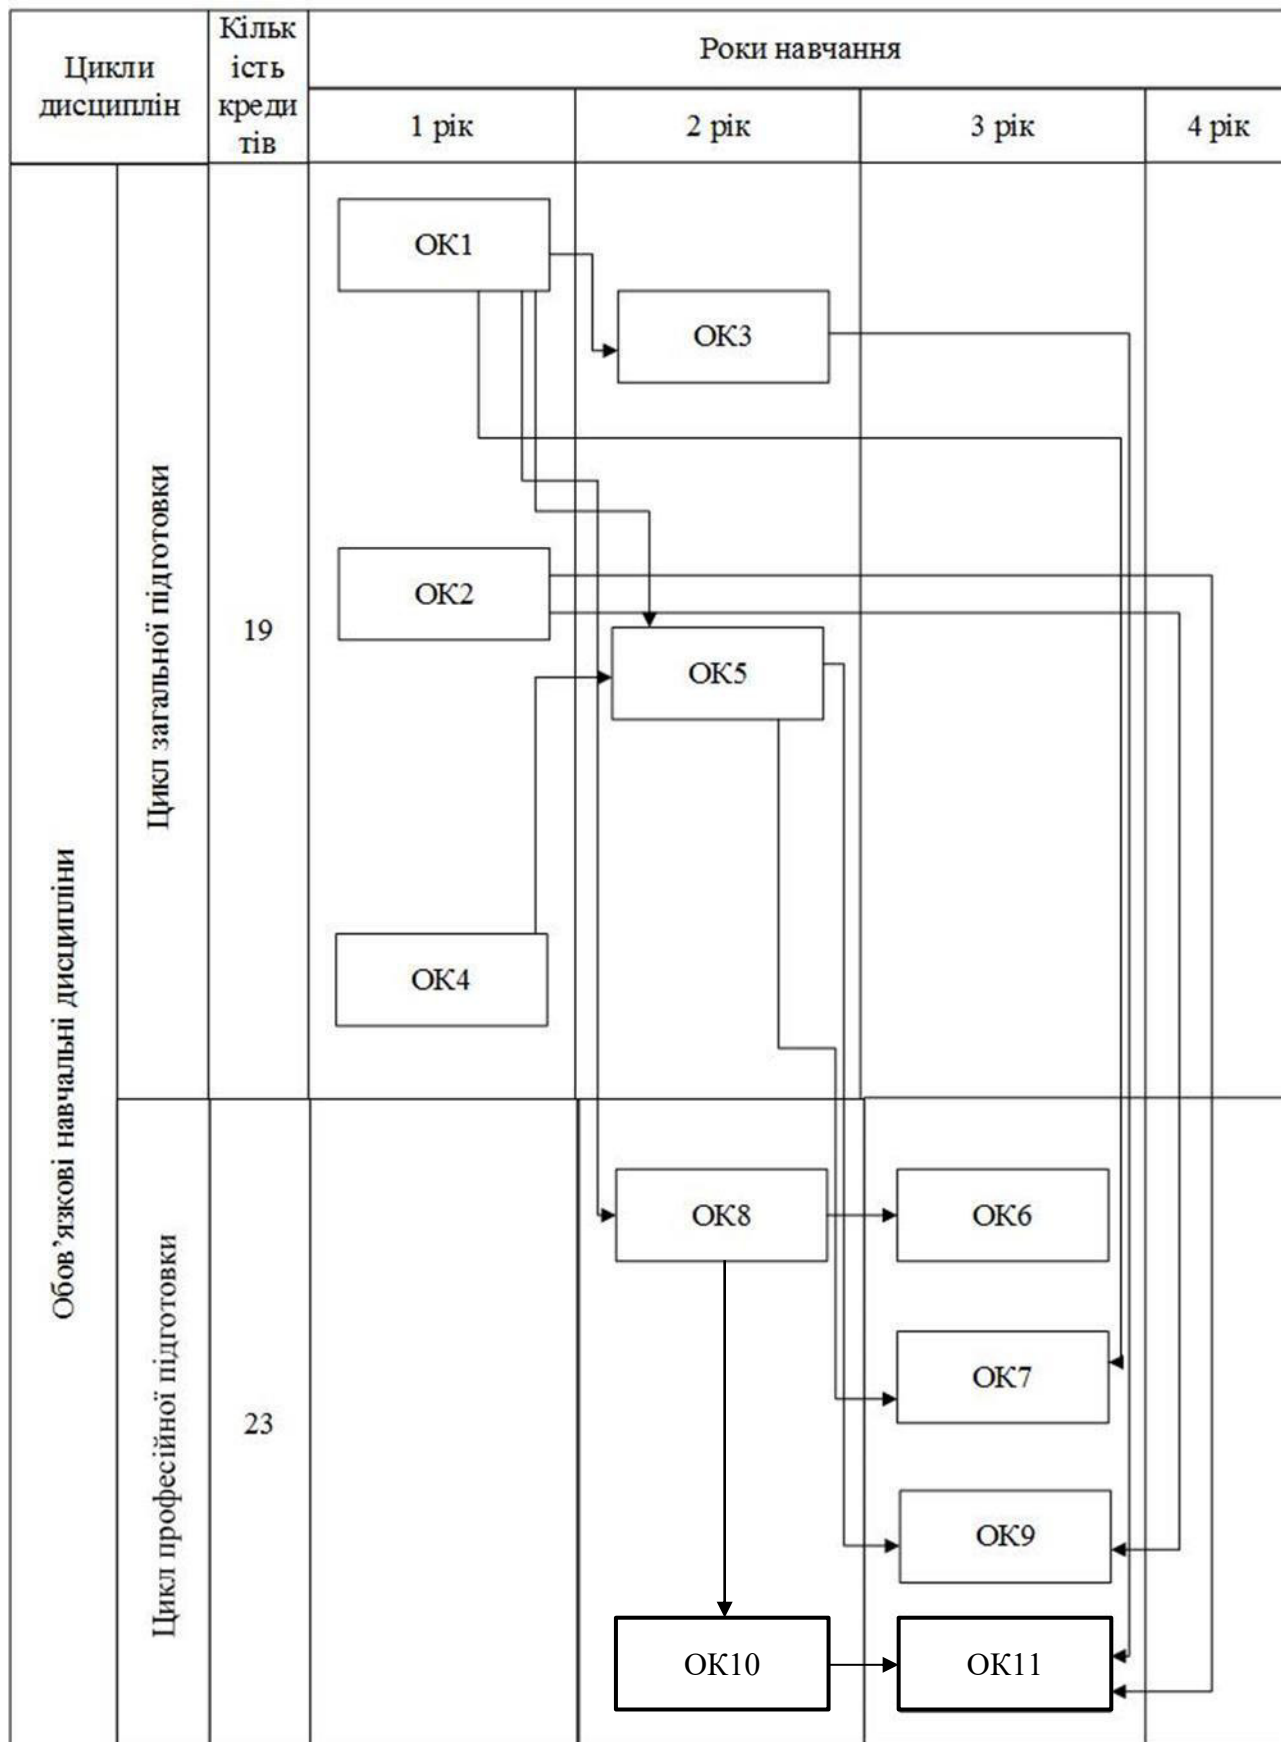 Цикли
дисциплін
Кільк
ість
креди
тів
Роки навчання
1 рік
2 рік
3 рік
4 рік
Обов’язкові навчальні дисципліни
Цикл загальної підготовки
19
ОК1
ОК3
ОК2
ОК5
ОК4
Цикл професійної підготовки
23
ОК8
ОК6
ОК7
ОК9
ОК10
ОК11